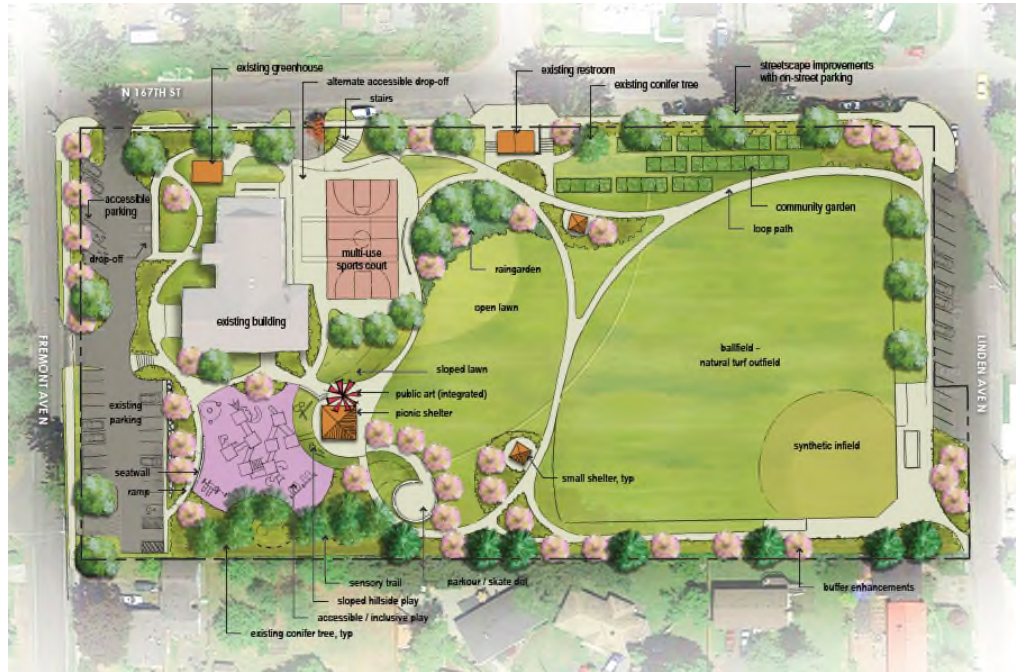 existing greenhouse
alternate accessible drop-off
stairs
existing restroom
existing conifer tree
streetscape improvements
with on-street parking
N 167TH ST
accessible
parking
drop-off
multi-use
sports court
community garden
loop path
raingarden
open lawn
existing building
ballfield –
natural turf outfield
FREMONT AVE N
LINDEN AVE N
sloped lawn
public art (integrated)
picnic shelter
existing
parking
synthetic infield
seatwall
ramp
small shelter, typ
sensory trail
parkour / skate dot
buffer enhancements
sloped hillside play
accessible / inclusive play
existing conifer tree, typ